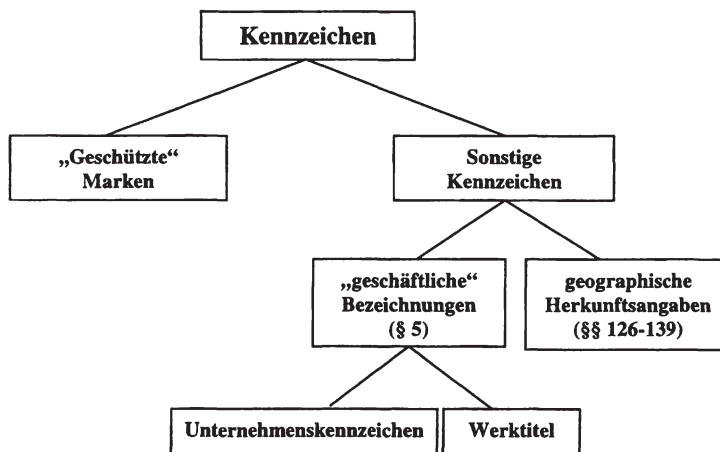 Kennzeichen
„Geschützte“
Marken
Sonstige
Kennzeichen
„geschäftliche“
Bezeichnungen
(§ 5)
geographische
Herkunftsangaben
(§§ 126-139)
Unternehmenskennzeichen
Werktitel